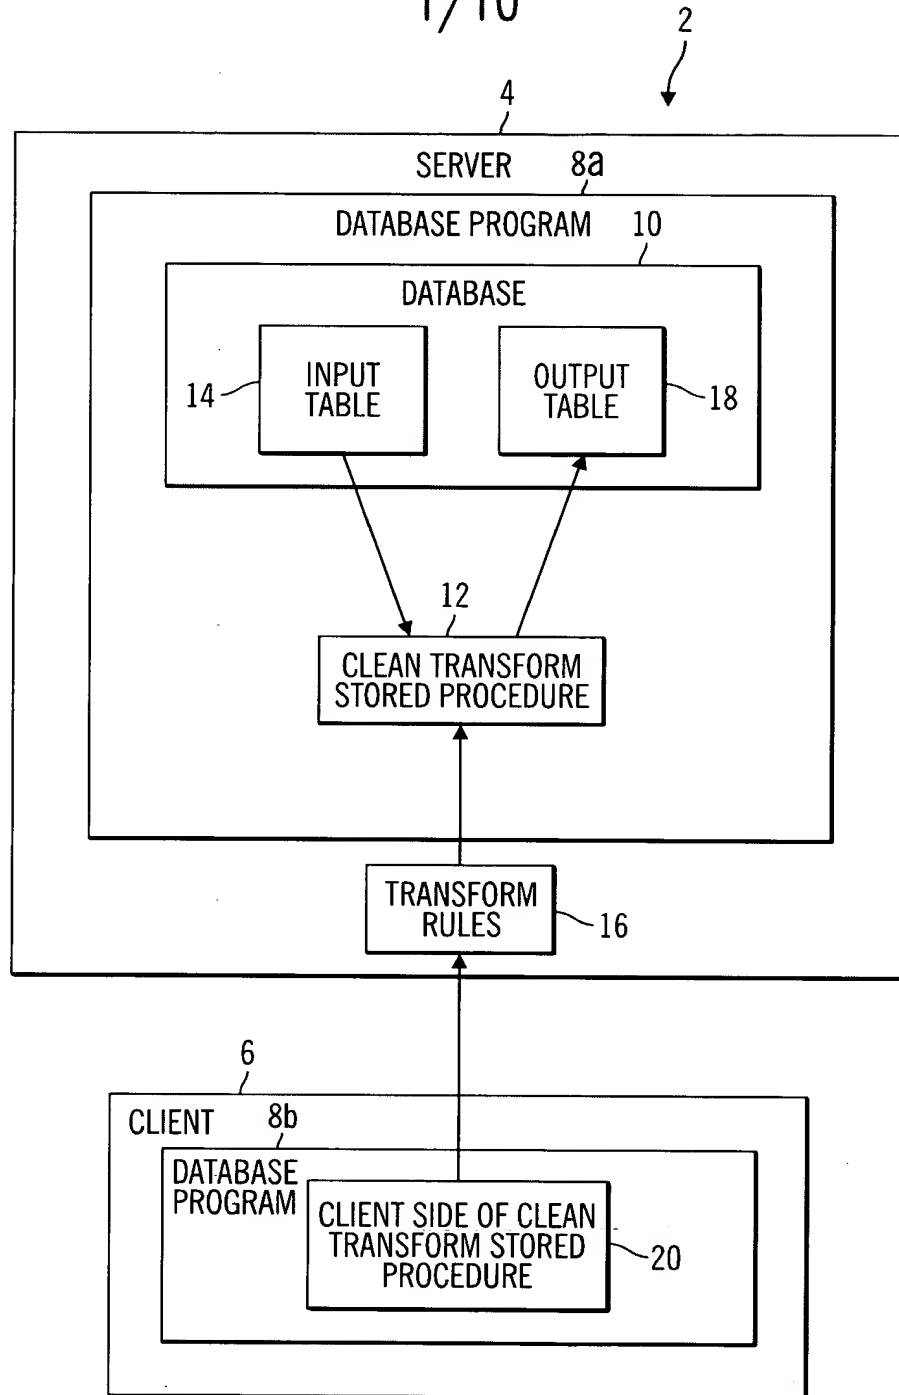 1/10
2
4
SERVER
8a
DATABASE PROGRAM
10
DATABASE
INPUT
TABLE
14
OUTPUT
TABLE
18
12
CLEAN TRANSFORM
STORED PROCEDURE
TRANSFORM
RULES
16
6
CLIENT
8b
DATABASE
PROGRAM
CLIENT SIDE OF CLEAN
TRANSFORM STORED
PROCEDURE
20